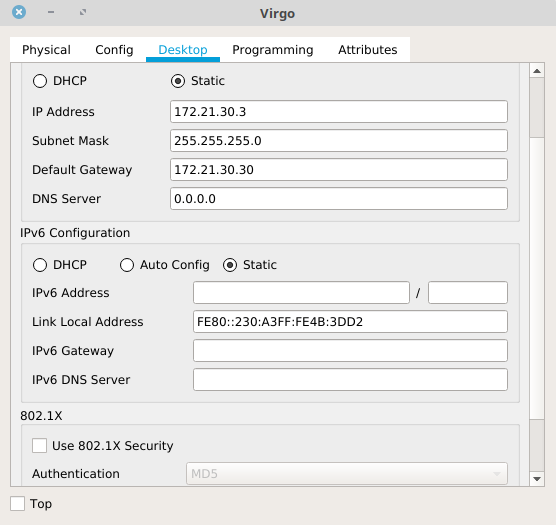 Virgo
Physical Config Desktop Programming Attributes
DHCP Static
IP Address 172.21.30.3
Subnet Mask 255.255.255.0
Default Gateway 172.21.30.30
DNS Server 0.0.0.0
IPv6 Configuration
DHCP Auto Config Static
IPv6 Address /
Link Local Address FE80::230:A3FF:FE4B:3DD2
IPv6 Gateway
IPv6 DNS Server
802.1X
Use 802.1X Security
Authentication MD5
Top